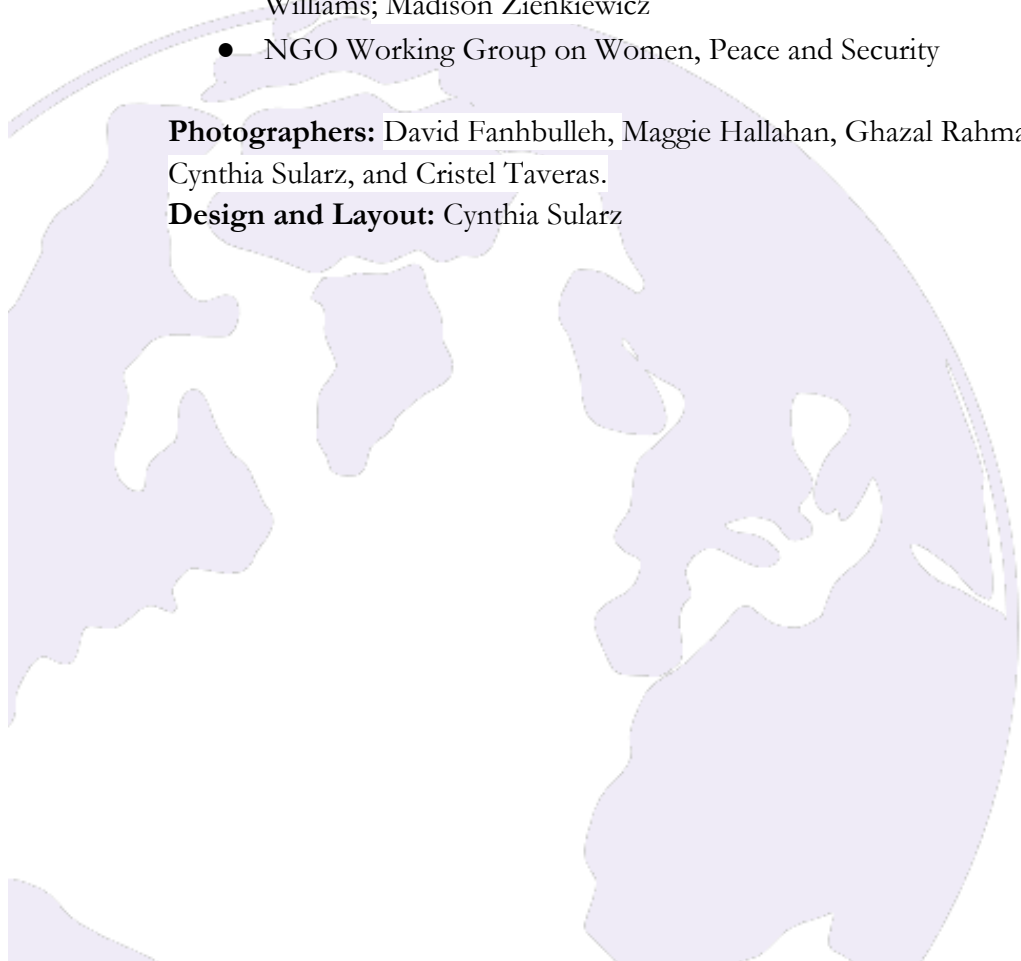 Williams; Madison Zienkiewicz
● NGO Working Group on Women, Peace and Security
Photographers: David Fanhbulleh, Maggie Hallahan, Ghazal
Cynthia Sularz, and Cristel Taveras.
Design and Layout: Cynthia Sularz